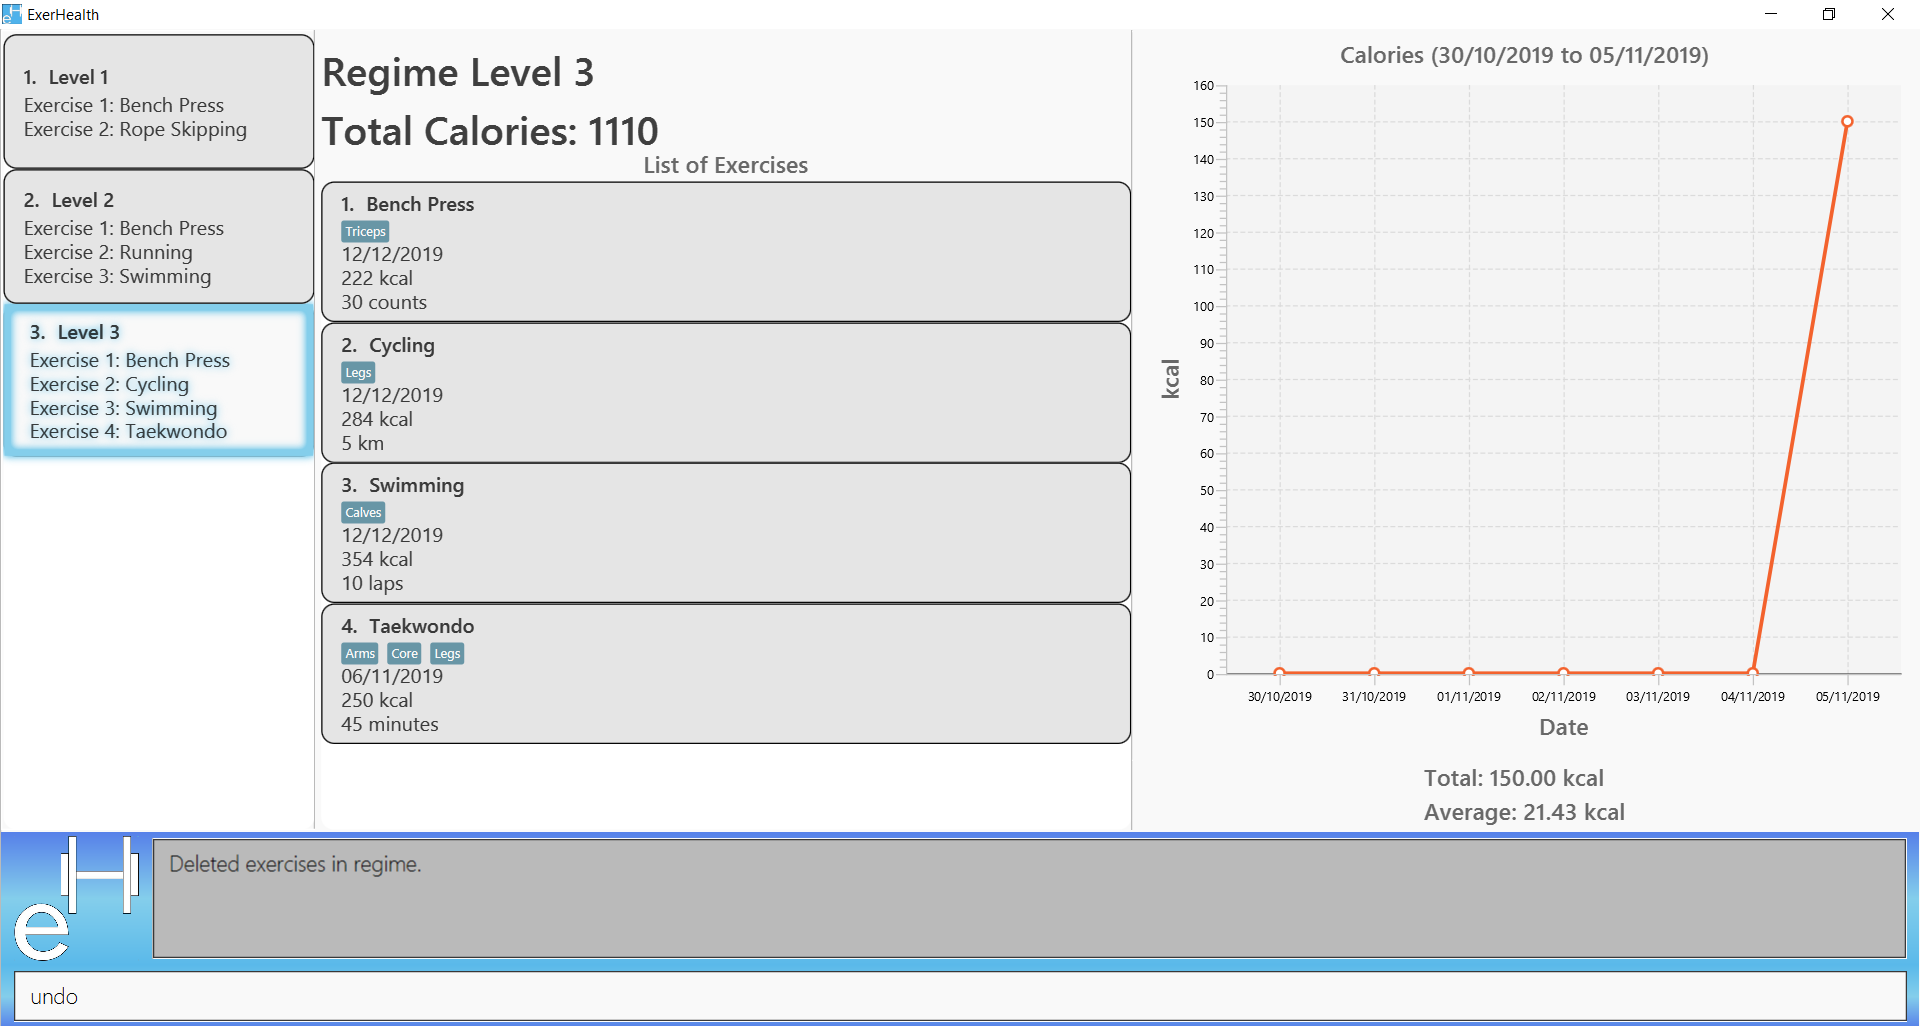 ExerHealth
1. Level 1
Exercise 1: Bench Press
Exercise 2: Rope Skipping
2. Level 2
Exercise 1: Bench Press
Exercise 2: Running
Exercise 3: Swimming
3. Level 3
Exercise 1: Bench Press
Exercise 2: Cycling
Exercise 3: Swimming
Exercise 4: Taekwondo
Regime Level 3
Total Calories: 1110
List of Exercises
1. Bench Press
Triceps
12/12/2019
222 kcal
30 counts
2. Cycling
Legs
12/12/2019
284 kcal
5 km
3. Swimming
Calves
12/12/2019
354 kcal
10 laps
4. Taekwondo
Arms Core Legs
06/11/2019
250 kcal
45 minutes
Calories (30/10/2019 to 05/11/2019)
160
150
140
130
120
110
100
90
80
70
60
50
40
30
20
10
0
kcal
30/10/2019 31/10/2019 01/11/2019 02/11/2019 03/11/2019 04/11/2019 05/11/2019
Date
Total: 150.00 kcal
Average: 21.43 kcal
eH
Deleted exercises in regime.
undo